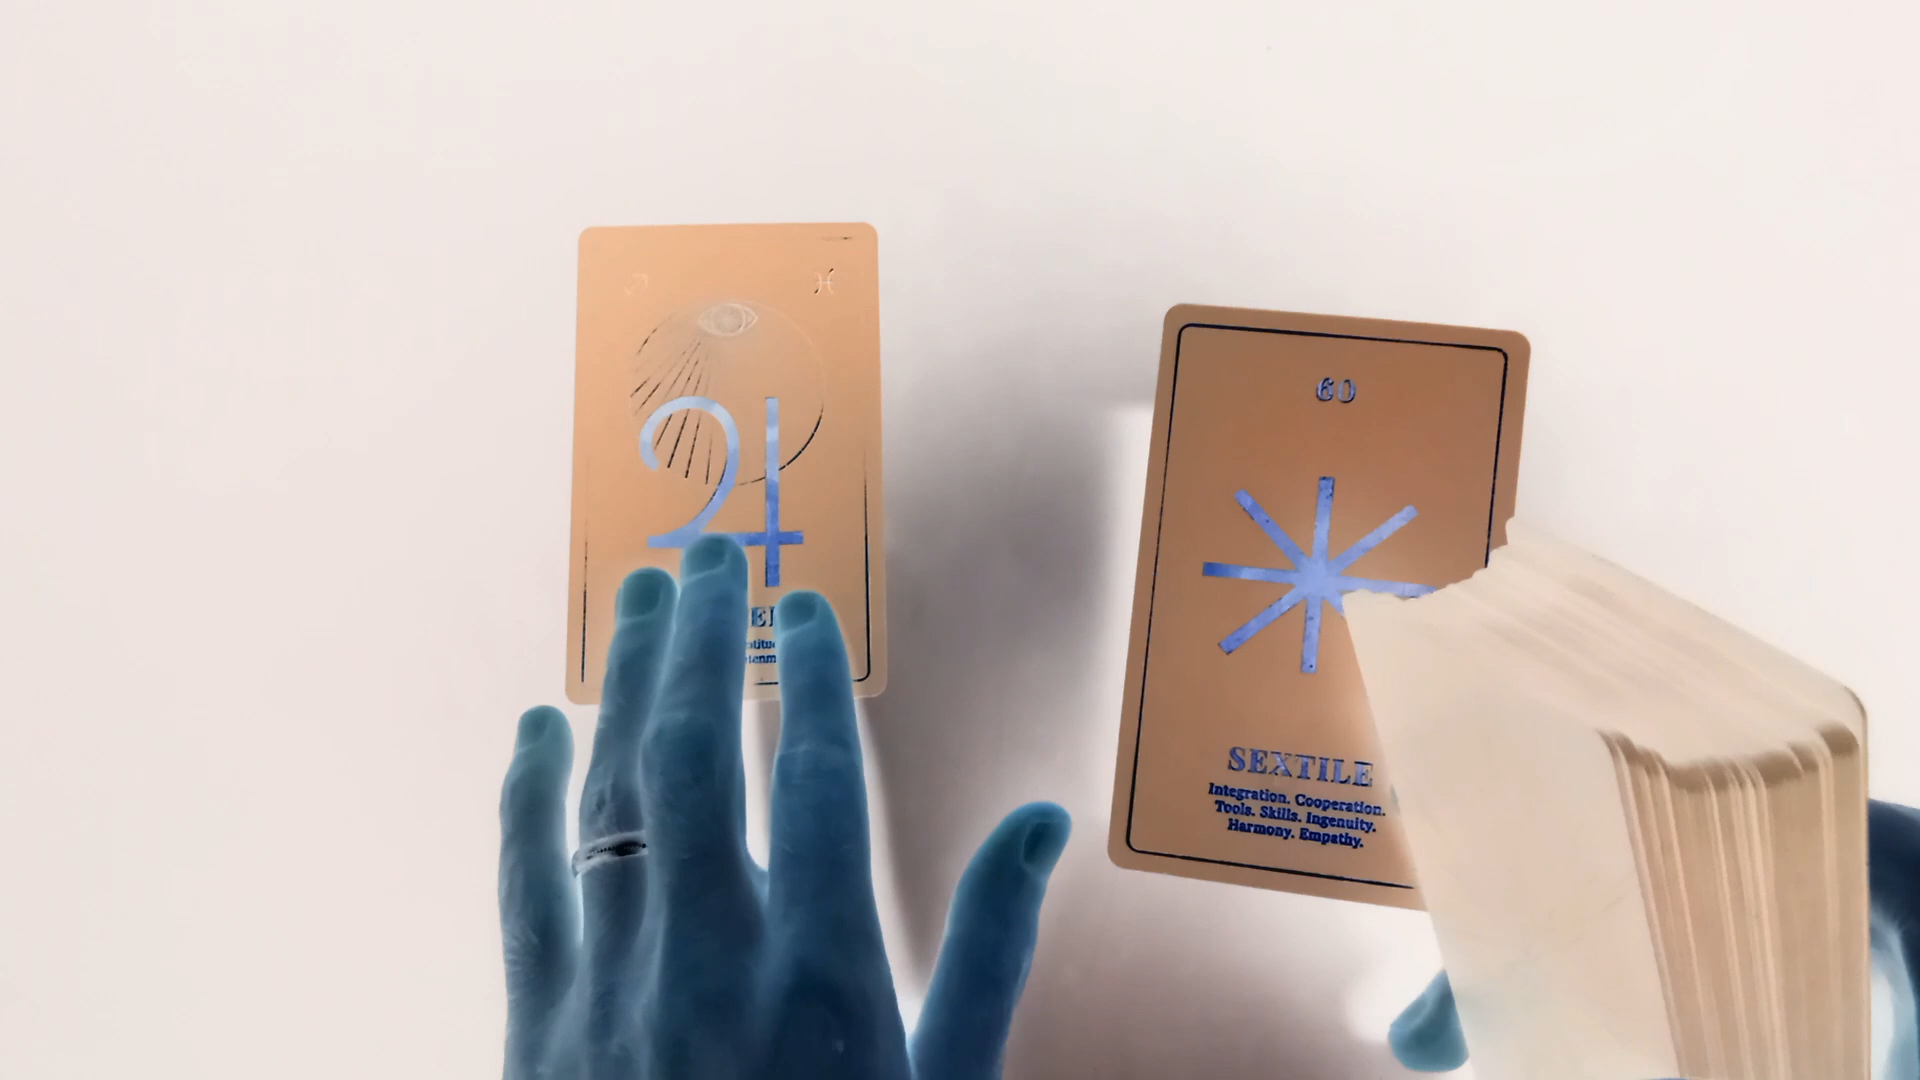 60
SEXTILE
Integration. Cooperation.
Tools. Skills. Ingenuity.
Harmony. Empathy.